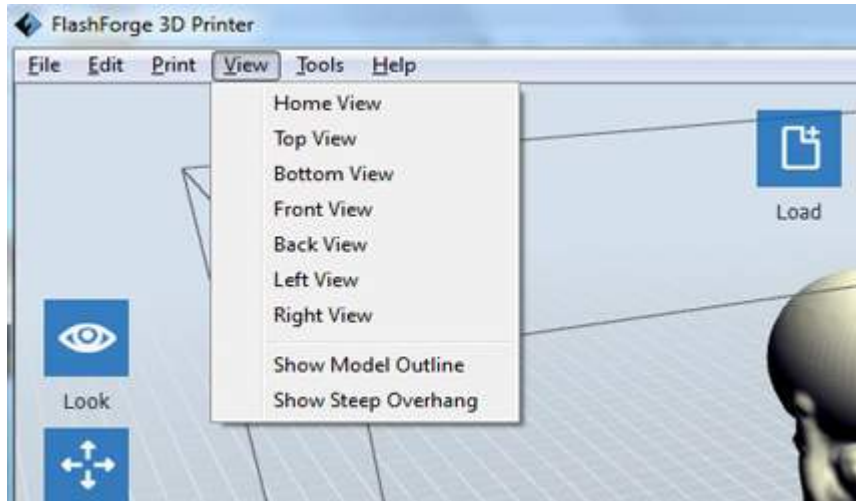 FlashForge 3D Printer
File Edit Print View Tools Help
Home View
Top View
Bottom View
Front View
Back View
Left View
Right View
Show Model Outline
Show Steep Overhang
Load
Look